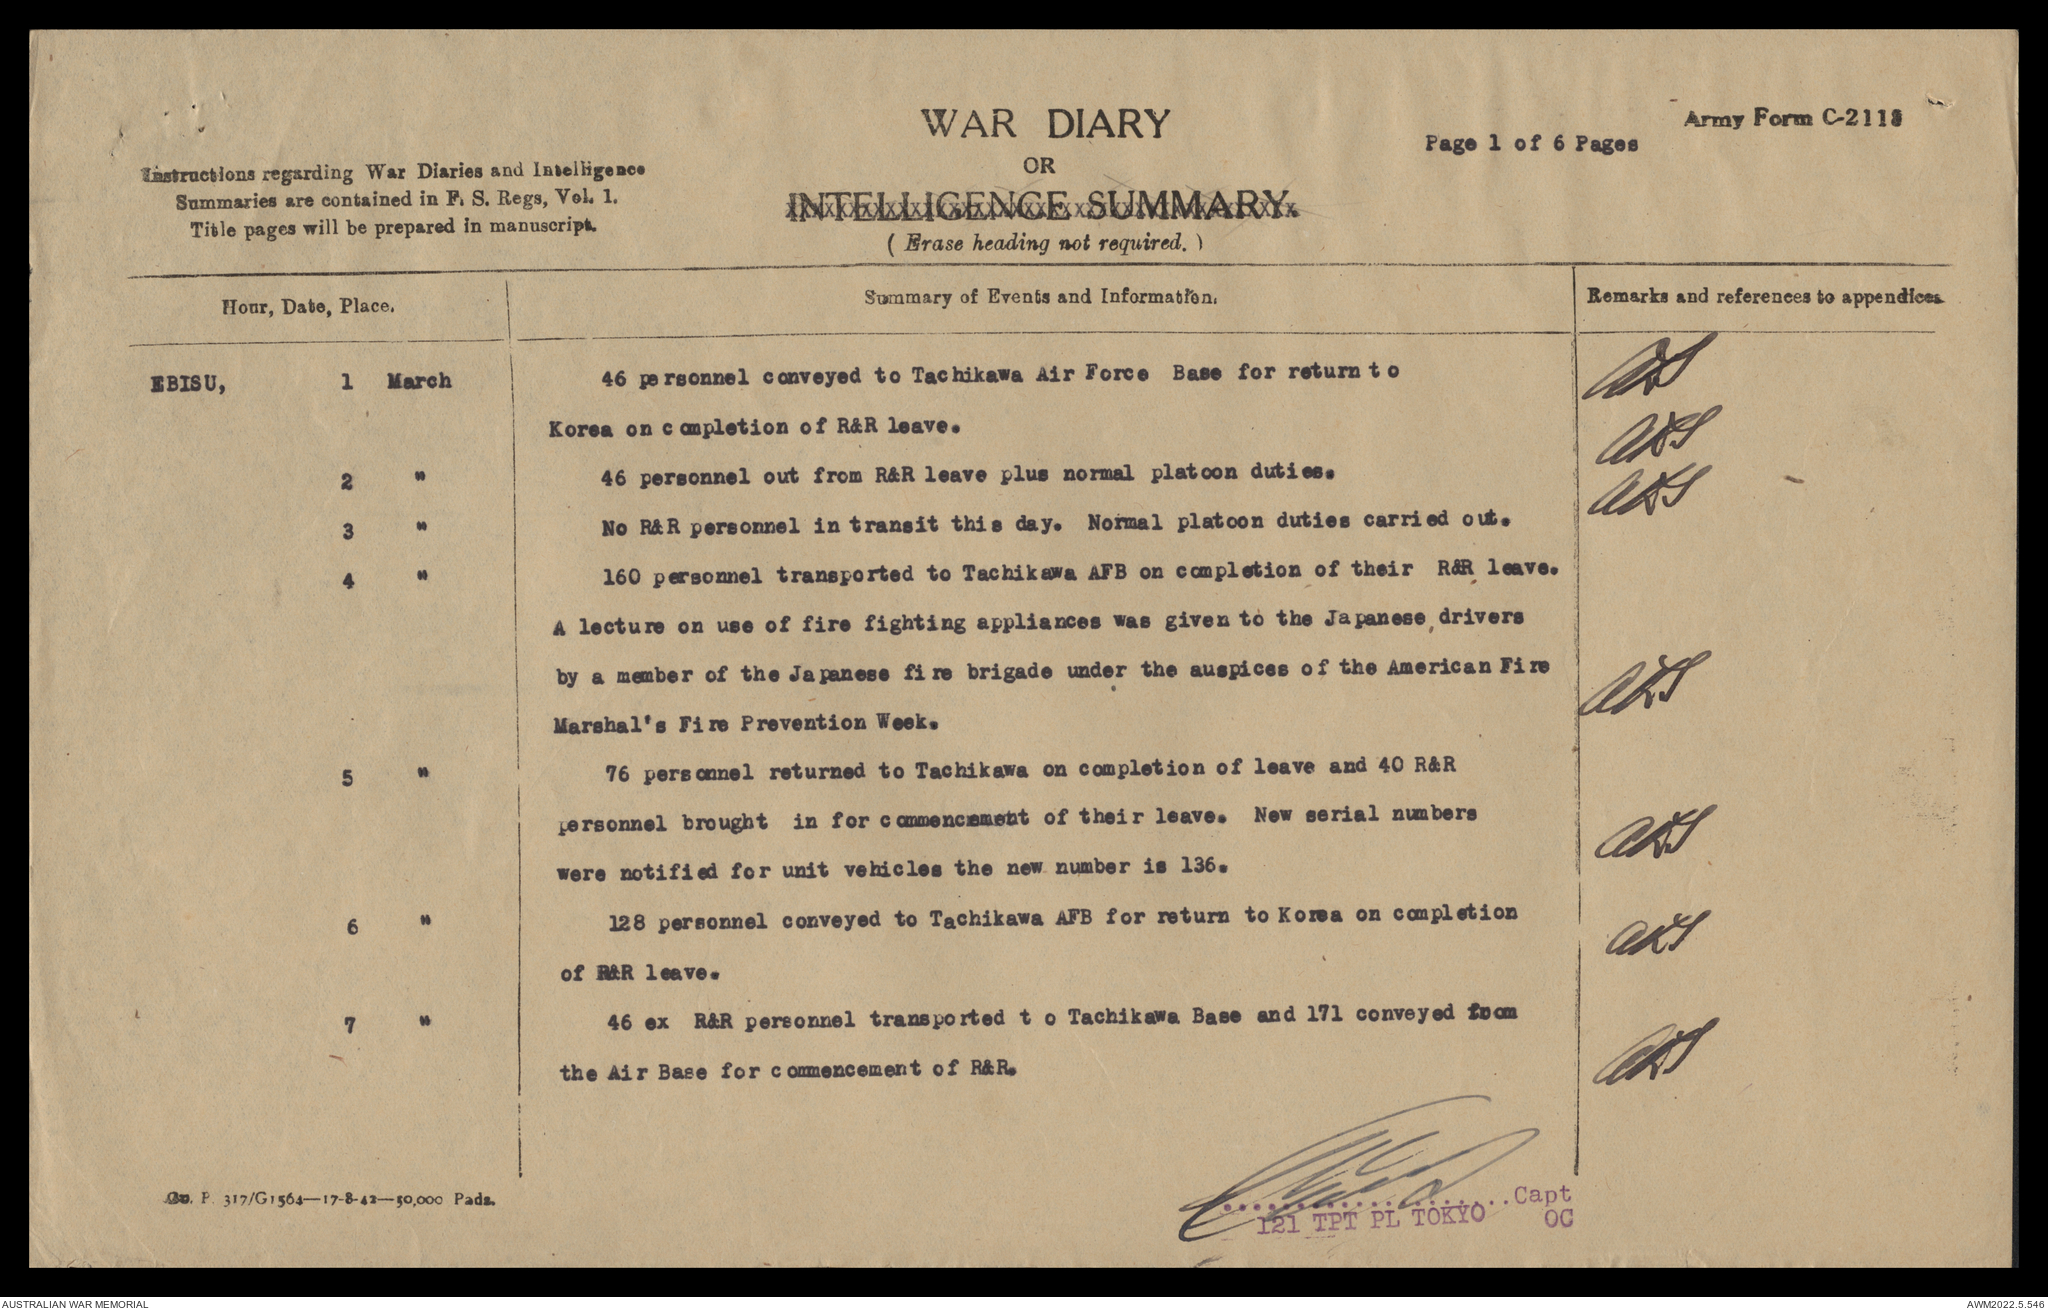 WAR DIARY
OR
INTELLIGENCE SUMMARY.
( Erase heading not required. )
Page 1 of 6 Pages
Army Form C-2118
Instructions regarding War Diaries and Intelligence
Summaries are contained in F. S. Regs, Vol. 1.
Title pages will be prepared in manuscript.
Hour, Date, Place.
Summary of Events and Information.
Remarks and references to appendices.
EBISU, 1 March 46 personnel conveyed to Tachikawa Air Force Base for return to
Korea on completion of R&R leave.
2 " 46 personnel out from R&R leave plus normal platoon duties.
3 " No R&R personnel in transit this day. Normal platoon duties carried out.
4 " 160 personnel transported to Tachikawa AFB on completion of their R&R leave.
A lecture on use of fire fighting appliances was given to the Japanese drivers
by a member of the Japanese fire brigade under the auspices of the American Fire
Marshal's Fire Prevention Week.
5 " 76 personnel returned to Tachikawa on completion of leave and 40 R&R
personnel brought in for commencement of their leave. New serial numbers
were notified for unit vehicles the new number is 136.
6 " 128 personnel conveyed to Tachikawa AFB for return to Korea on completion
of R&R leave.
7 " 46 ex R&R personnel transported to Tachikawa Base and 171 conveyed from
the Air Base for commencement of R&R.
.....................Capt
121 TPT PL TOKYO OC
P. 317/G1564—17-8-42—50,000 Pads.
AUSTRALIAN WAR MEMORIAL
AWM2022.5.546